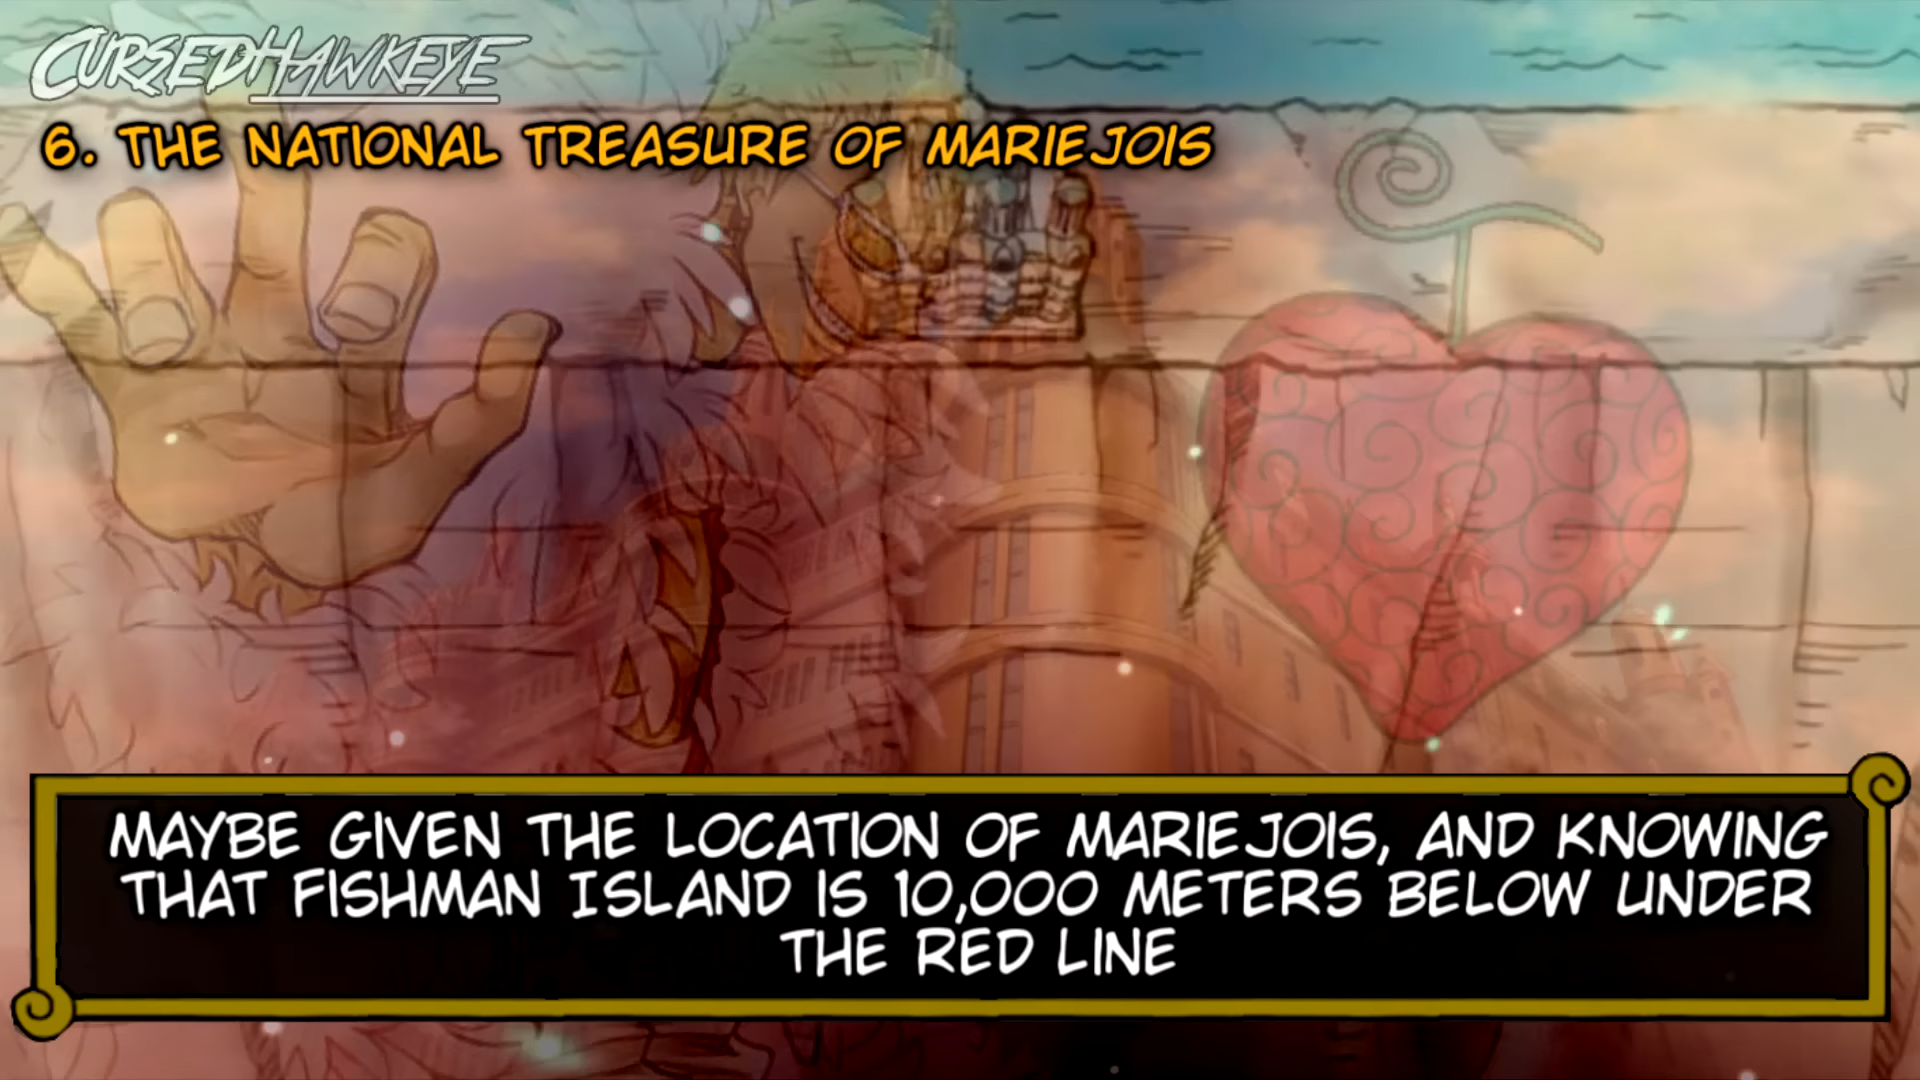 CURSEDHAWKEYE
6. THE NATIONAL TREASURE OF MARIEJOIS
MAYBE GIVEN THE LOCATION OF MARIEJOIS, AND KNOWING
THAT FISHMAN ISLAND IS 10,000 METERS BELOW UNDER
THE RED LINE